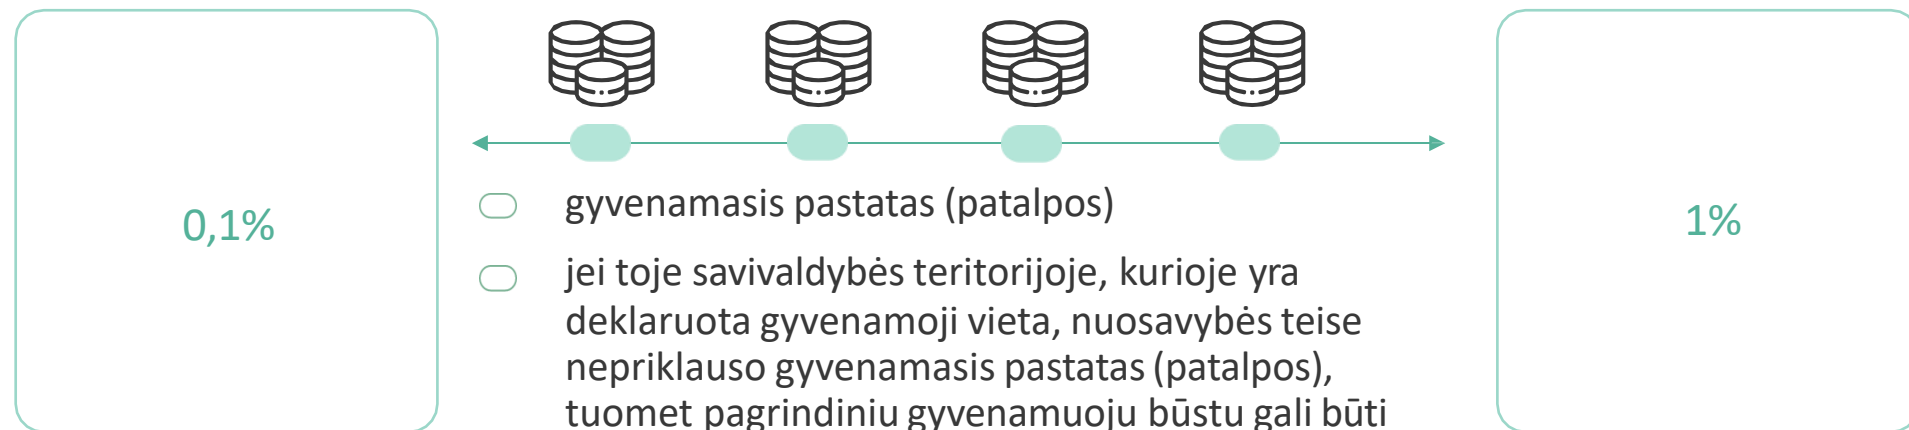 0,1%
gyvenamasis pastatas (patalpos)
jei toje savivaldybės teritorijoje, kurioje yra
deklaruota gyvenamoji vieta, nuosavybės teise
nepriklauso gyvenamasis pastatas (patalpos),
tuomet pagrindiniu gyvenamuoju būstu gali būti
1%